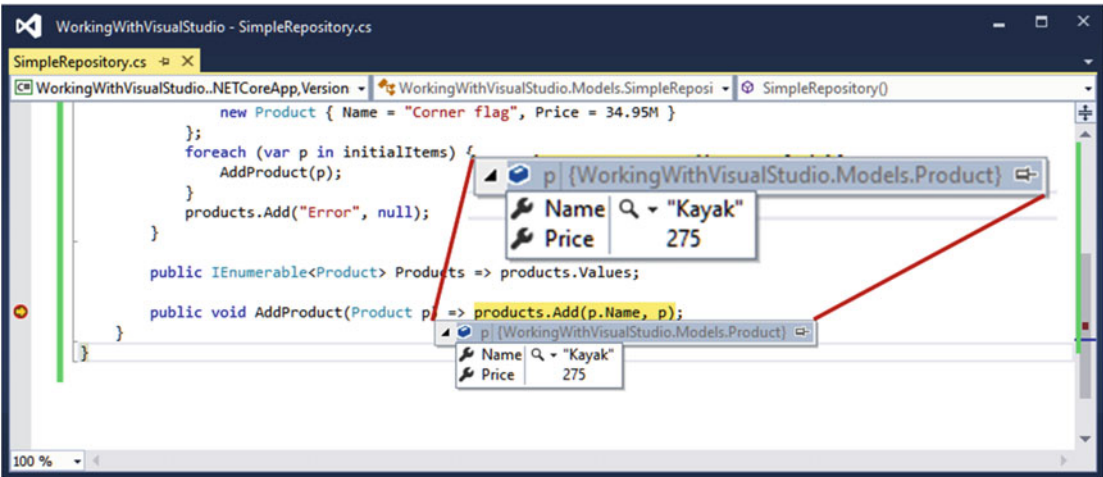 WorkingWithVisualStudio - SimpleRepository.cs
SimpleRepository.cs
C# WorkingWithVisualStudio..NETCoreApp,Version
WorkingWithVisualStudio.Models.SimpleReposi
SimpleRepository()
new Product { Name = "Corner flag", Price = 34.95M }
};
foreach (var p in initialItems) {
AddProduct(p);
}
products.Add("Error", null);
}
p {WorkingWithVisualStudio.Models.Product}
Name "Kayak"
Price 275
public IEnumerable<Product> Products => products.Values;
public void AddProduct(Product p) => products.Add(p.Name, p);
}
}
p {WorkingWithVisualStudio.Models.Product}
Name "Kayak"
Price 275
100 %